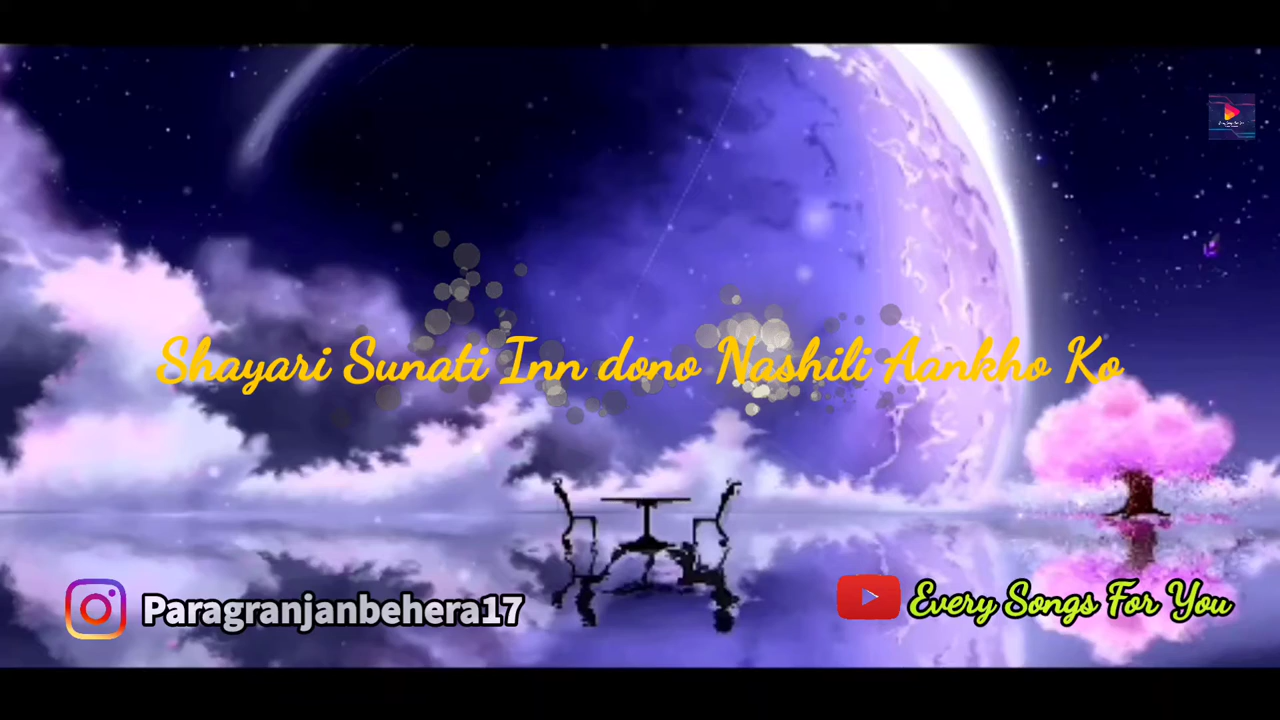 Shayari Sunati Inn dono Nashili Aankho Ko
Paragranjanbehera17
Every Songs For You